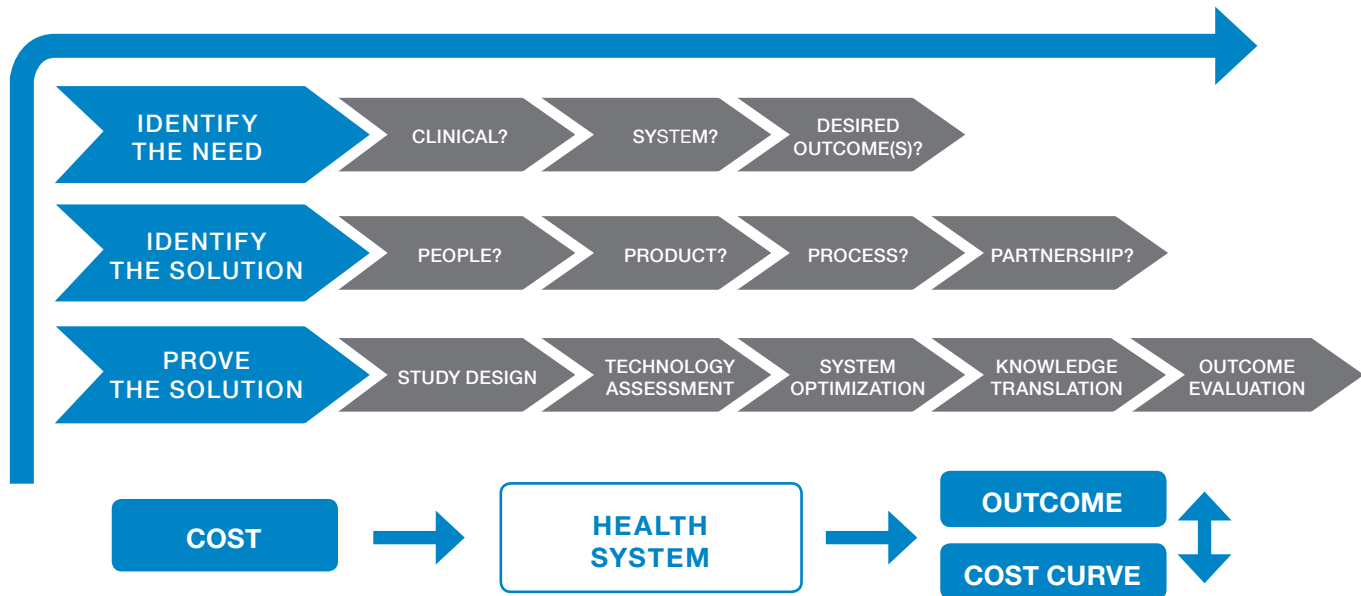 IDENTIFY
THE NEED
CLINICAL?
SYSTEM?
DESIRED
OUTCOME(S)?
IDENTIFY
THE SOLUTION
PEOPLE?
PRODUCT?
PROCESS?
PARTNERSHIP?
PROVE
THE SOLUTION
STUDY DESIGN
TECHNOLOGY
ASSESSMENT
SYSTEM
OPTIMIZATION
KNOWLEDGE
TRANSLATION
OUTCOME
EVALUATION
COST
HEALTH
SYSTEM
OUTCOME
COST CURVE